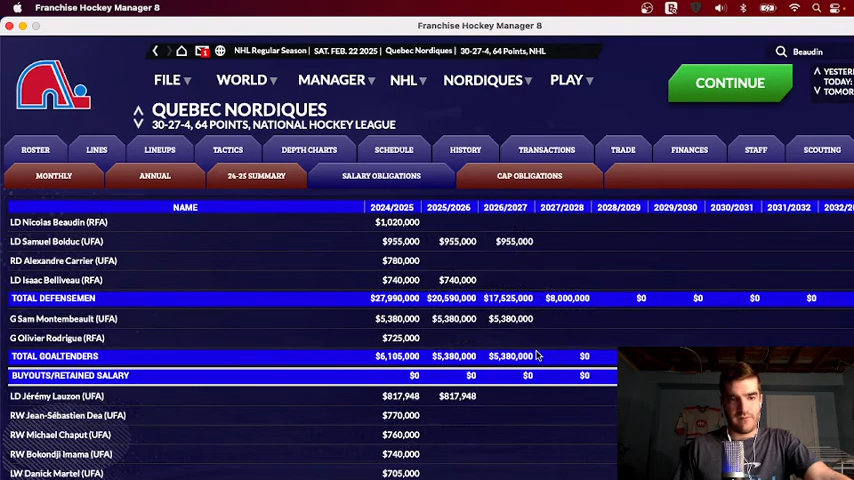 Franchise Hockey Manager 8
NHL Regular Season | SAT. FEB. 22 2025 | Quebec Nordiques | 30-27-4, 64 Points, NHL
Beaudin
FILE WORLD MANAGER NHL NORDIQUES PLAY
CONTINUE
YESTER
TODAY:
TOMOR
QUEBEC NORDIQUES
30-27-4, 64 POINTS, NATIONAL HOCKEY LEAGUE
ROSTER LINES LINEUPS TACTICS DEPTH CHARTS SCHEDULE HISTORY TRANSACTIONS TRADE FINANCES STAFF SCOUTING
MONTHLY ANNUAL 24-25 SUMMARY SALARY OBLIGATIONS CAP OBLIGATIONS
NAME 2024/2025 2025/2026 2026/2027 2027/2028 2028/2029 2029/2030 2030/2031 2031/2032 2032/2
LD Nicolas Beaudin (RFA) $1,020,000
LD Samuel Bolduc (UFA) $955,000 $955,000 $955,000
RD Alexandre Carrier (UFA) $780,000
LD Isaac Belliveau (RFA) $740,000 $740,000
TOTAL DEFENSEMEN $27,990,000 $20,590,000 $17,525,000 $8,000,000 $0 $0 $0 $0
G Sam Montembeault (UFA) $5,380,000 $5,380,000 $5,380,000
G Olivier Rodrigue (RFA) $725,000
TOTAL GOALTENDERS $6,105,000 $5,380,000 $5,380,000 $0
BUYOUTS/RETAINED SALARY $0 $0 $0 $0
LD Jérémy Lauzon (UFA) $817,948 $817,948
RW Jean-Sébastien Dea (UFA) $770,000
RW Michael Chaput (UFA) $760,000
RW Bokondji Imama (UFA) $740,000
LW Danick Martel (UFA) $705,000